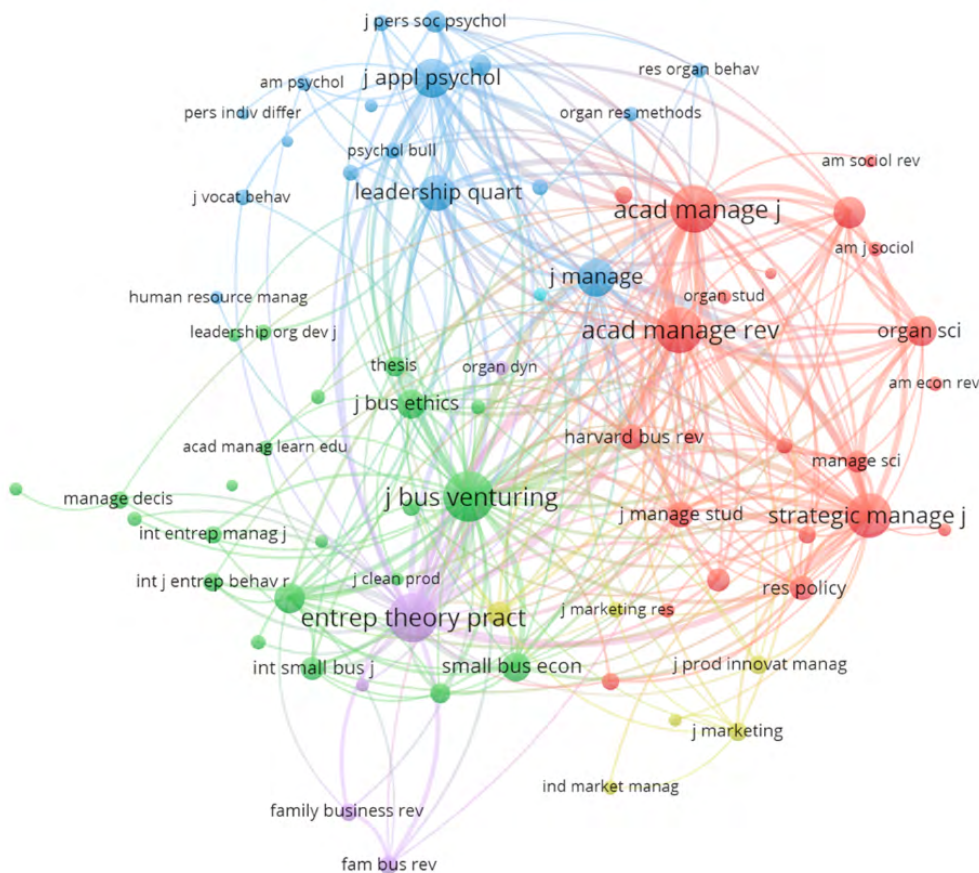 j pers soc psychol
j appl psychol
res organ behav
am psychol
pers indiv differ
organ res methods
psychol bull
am sociol rev
leadership quart
j vocat behav
acad manage j
am j sociol
j manage
human resource manag
organ stud
leadership org dev j
acad manage rev
organ sci
thesis
organ dyn
am econ rev
j bus ethics
acad manag learn edu
harvard bus rev
manage sci
manage decis
j bus venturing
j manage stud
strategic manage j
int entrep manag j
int j entrep behav r
j clean prod
res policy
entrep theory pract
j marketing res
int small bus j
small bus econ
j prod innovat manag
j marketing
ind market manag
family business rev
fam bus rev